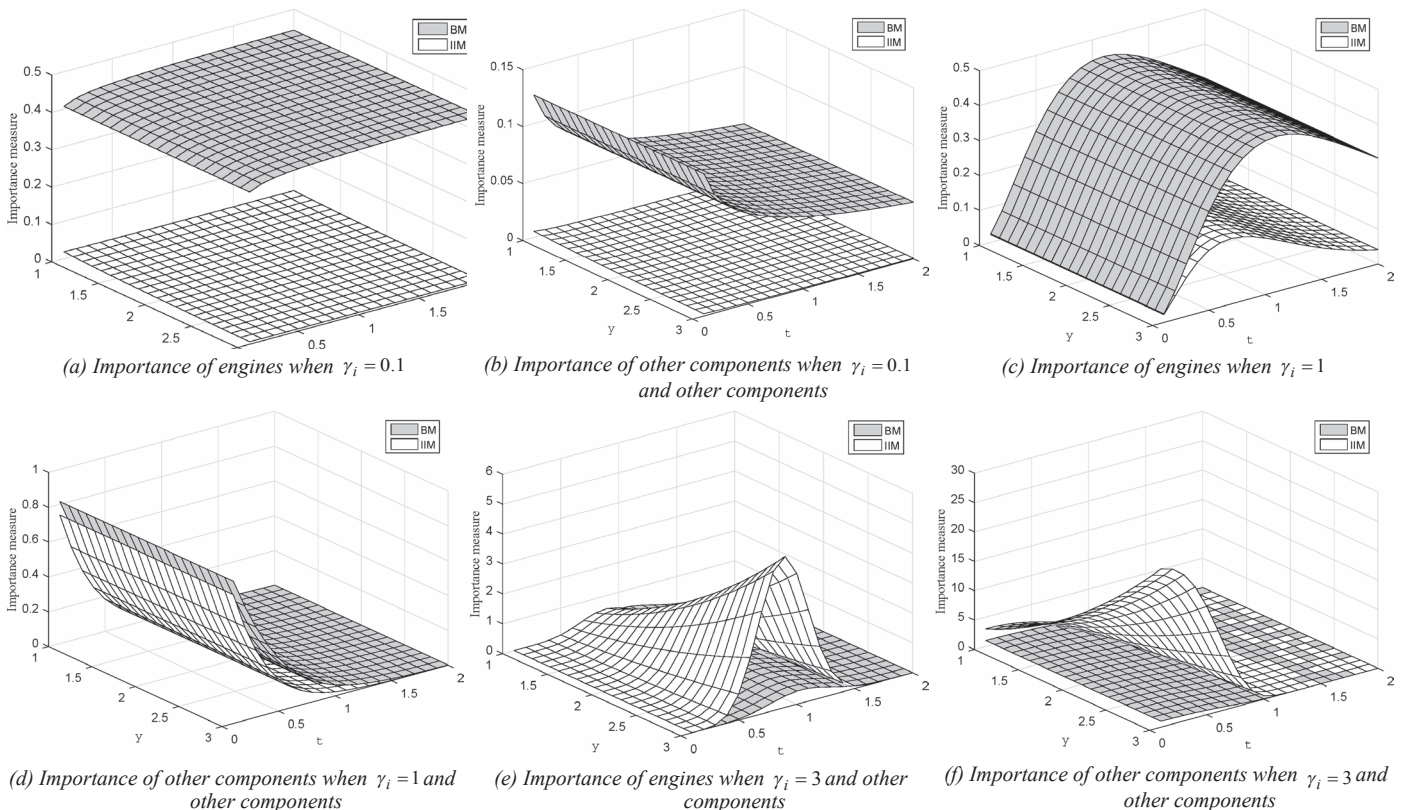 BM
IIM
0.5
0.4
0.3
0.2
0.1
0
Importance measure
1
1.5
2
2.5
0.5
1
1.5
(a) Importance of engines when γi = 0.1
BM
IIM
0.15
0.1
0.05
0
Importance measure
1
1.5
2
2.5
3
y
0
0.5
1
1.5
2
t
(b) Importance of other components when γi = 0.1
and other components
BM
IIM
0.5
0.4
0.3
0.2
0.1
0
Importance measure
1
1.5
2
2.5
3
y
0
0.5
1
1.5
2
t
(c) Importance of engines when γi = 1
BM
IIM
1
0.8
0.6
0.4
0.2
0
Importance measure
1
1.5
2
2.5
3
y
0
0.5
1
1.5
2
t
(d) Importance of other components when γi = 1 and
other components
BM
IIM
6
5
4
3
2
1
0
Importance measure
1
1.5
2
2.5
3
y
0
0.5
1
1.5
2
t
(e) Importance of engines when γi = 3 and other
components
BM
IIM
30
25
20
15
10
5
0
Importance measure
1
1.5
2
2.5
3
y
0
0.5
1
1.5
2
t
(f) Importance of other components when γi = 3 and
other components